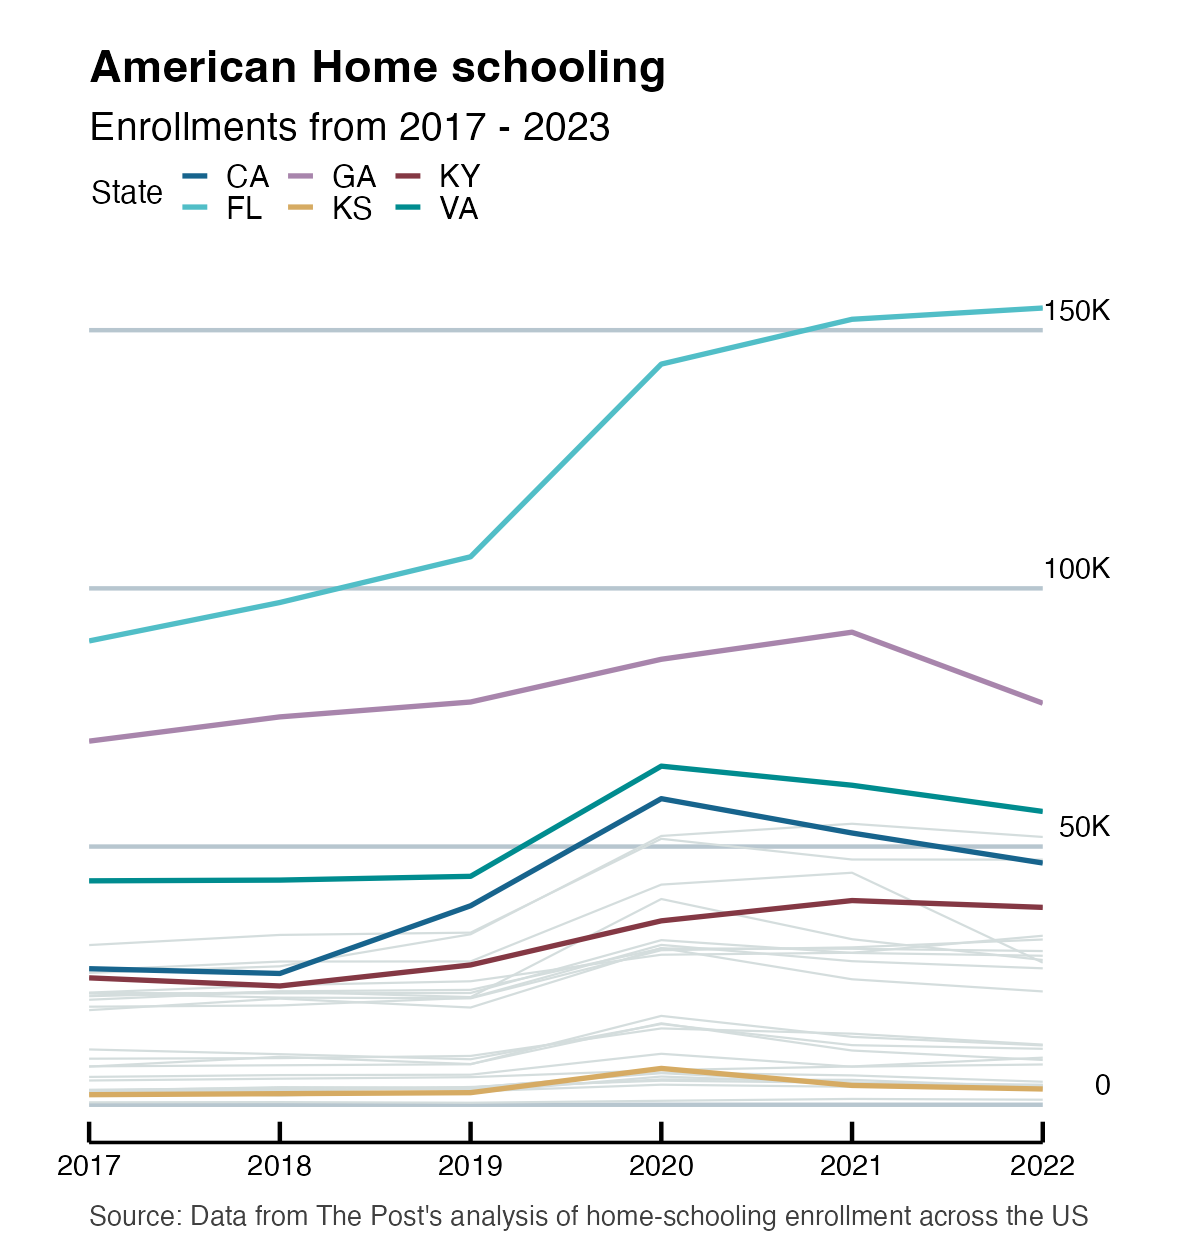 American Home schooling
Enrollments from 2017 - 2023
State CA GA KY
FL KS VA
150K
100K
50K
0
2017 2018 2019 2020 2021 2022
Source: Data from The Post's analysis of home-schooling enrollment across the US